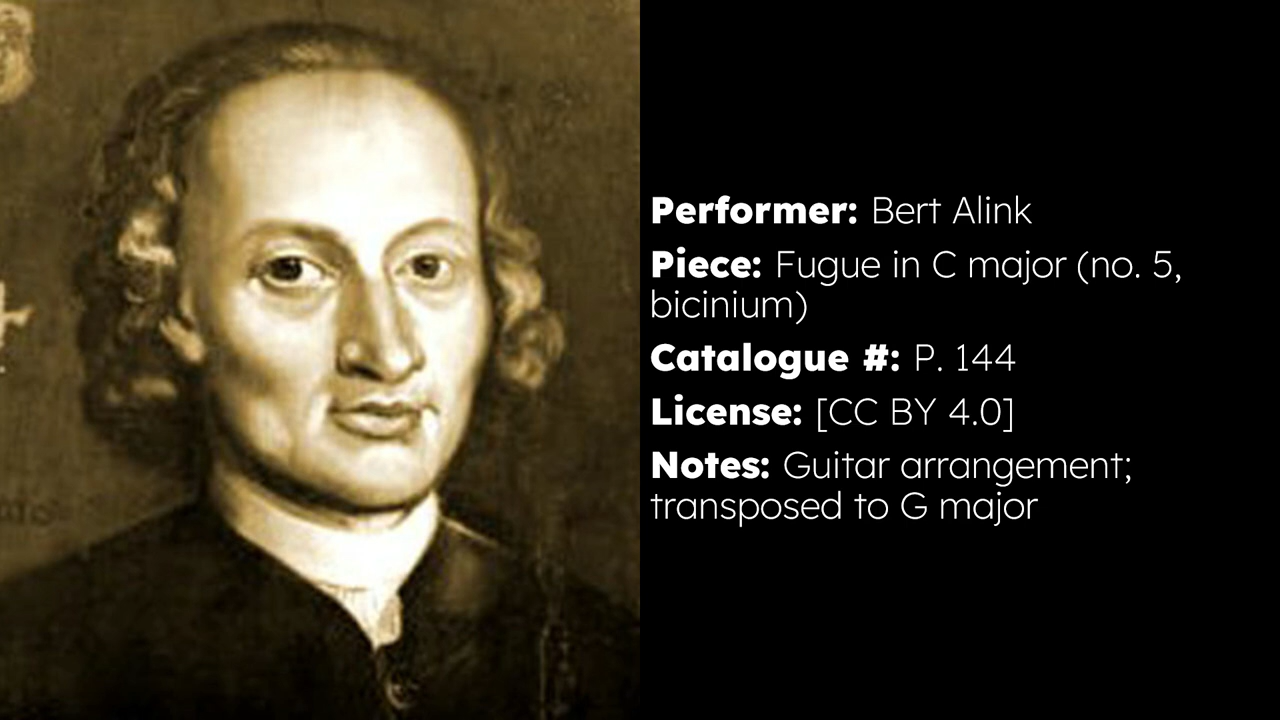 Performer: Bert Alink
Piece: Fugue in C major (no. 5,
bicinium)
Catalogue #: P. 144
License: [CC BY 4.0]
Notes: Guitar arrangement;
transposed to G major